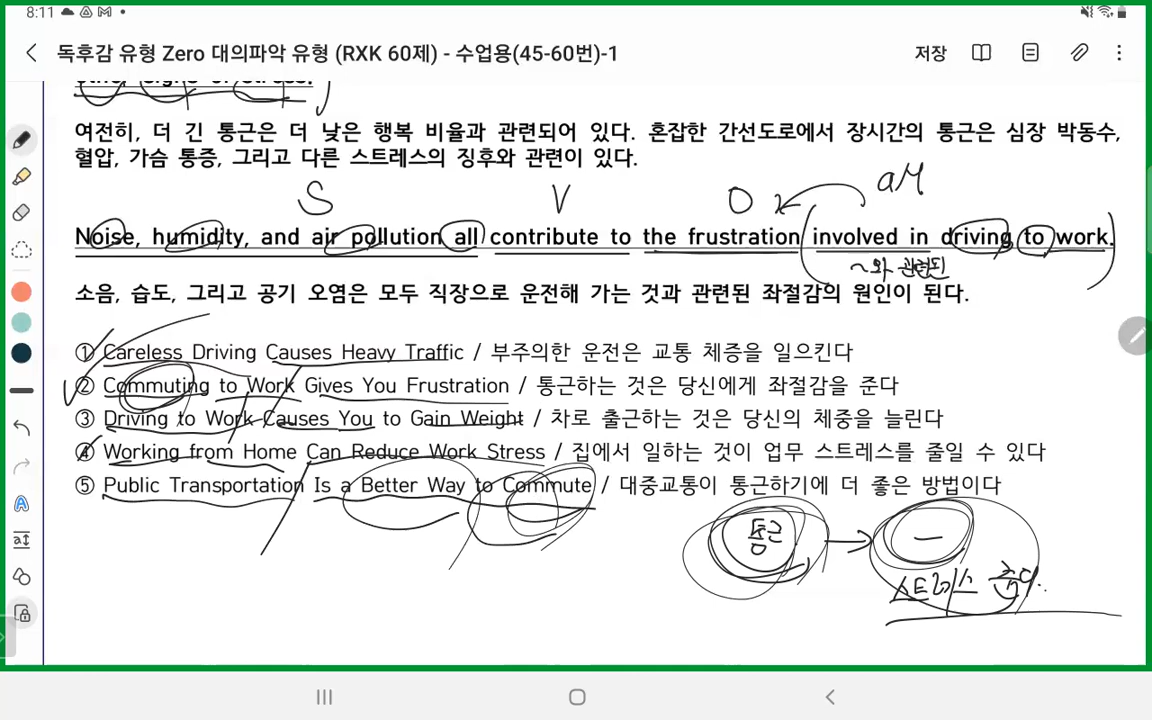 8:11
독후감 유형 Zero 대의파악 유형 (RXK 60제) - 수업용(45-60번)-1
저장
other signs of stress.
여전히, 더 긴 통근은 더 낮은 행복 비율과 관련되어 있다. 혼잡한 간선도로에서 장시간의 통근은 심장 박동수,
혈압, 가슴 통증, 그리고 다른 스트레스의 징후와 관련이 있다.
S V O aM
Noise, humidity, and air pollution all contribute to the frustration involved in driving to work.
~와 관련된
소음, 습도, 그리고 공기 오염은 모두 직장으로 운전해 가는 것과 관련된 좌절감의 원인이 된다.
① Careless Driving Causes Heavy Traffic / 부주의한 운전은 교통 체증을 일으킨다
② Commuting to Work Gives You Frustration / 통근하는 것은 당신에게 좌절감을 준다
③ Driving to Work Causes You to Gain Weight / 차로 출근하는 것은 당신의 체중을 늘린다
④ Working from Home Can Reduce Work Stress / 집에서 일하는 것이 업무 스트레스를 줄일 수 있다
⑤ Public Transportation Is a Better Way to Commute / 대중교통이 통근하기에 더 좋은 방법이다
통근 → −
스트레스 준다.